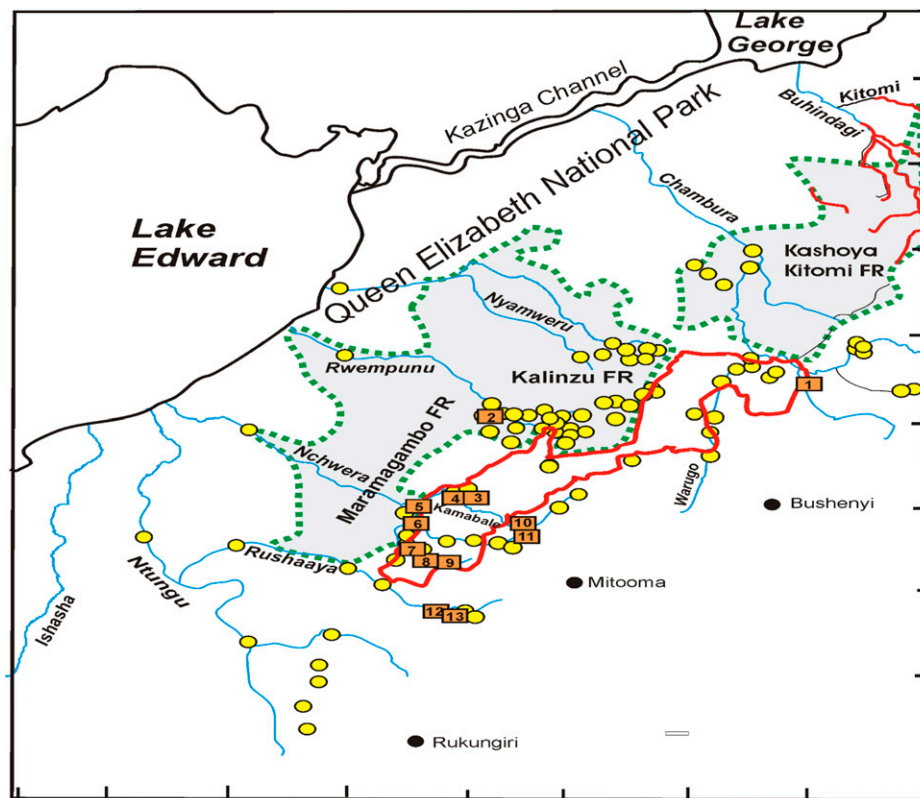 Lake
George
Kazinga Channel
Kitomi
Buhindagi
Queen Elizabeth National Park
Chambura
Lake
Edward
Kashoya
Kitomi FR
Nyamweru
Rwempunu
Kalinzu FR
1
2
Maramagambo FR
Nchwera
Warugo
4
3
5
Kamabale
Bushenyi
6
10
11
7
Rushaaya
8
9
Ntungu
Mitooma
Ishasha
12
13
Rukungiri